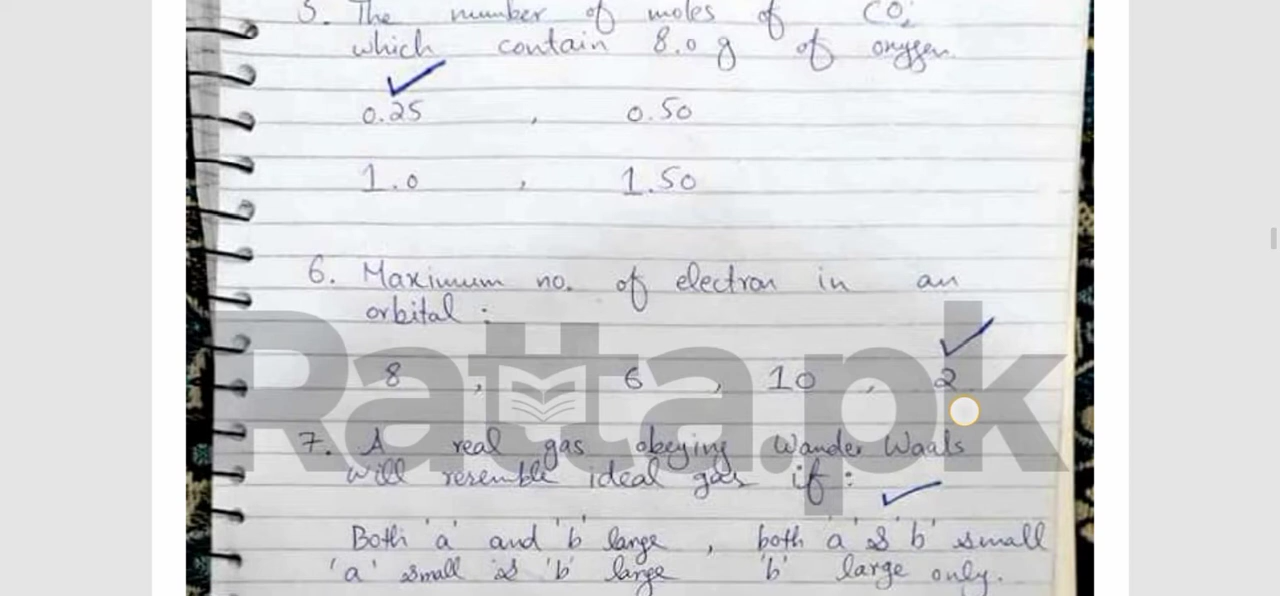 5. The number of moles of CO2
which contain 8.0 g of oxygen.
0.25 , 0.50
1.0 , 1.50
6. Maximum no. of electron in an
orbital :
8 , 6 , 10 , 2
Ratta.pk
7. A real gas obeying Wander Waals
will resemble ideal gas if :
Both 'a' and 'b' large , both 'a' & 'b' small
'a' small & 'b' large 'b' large only.